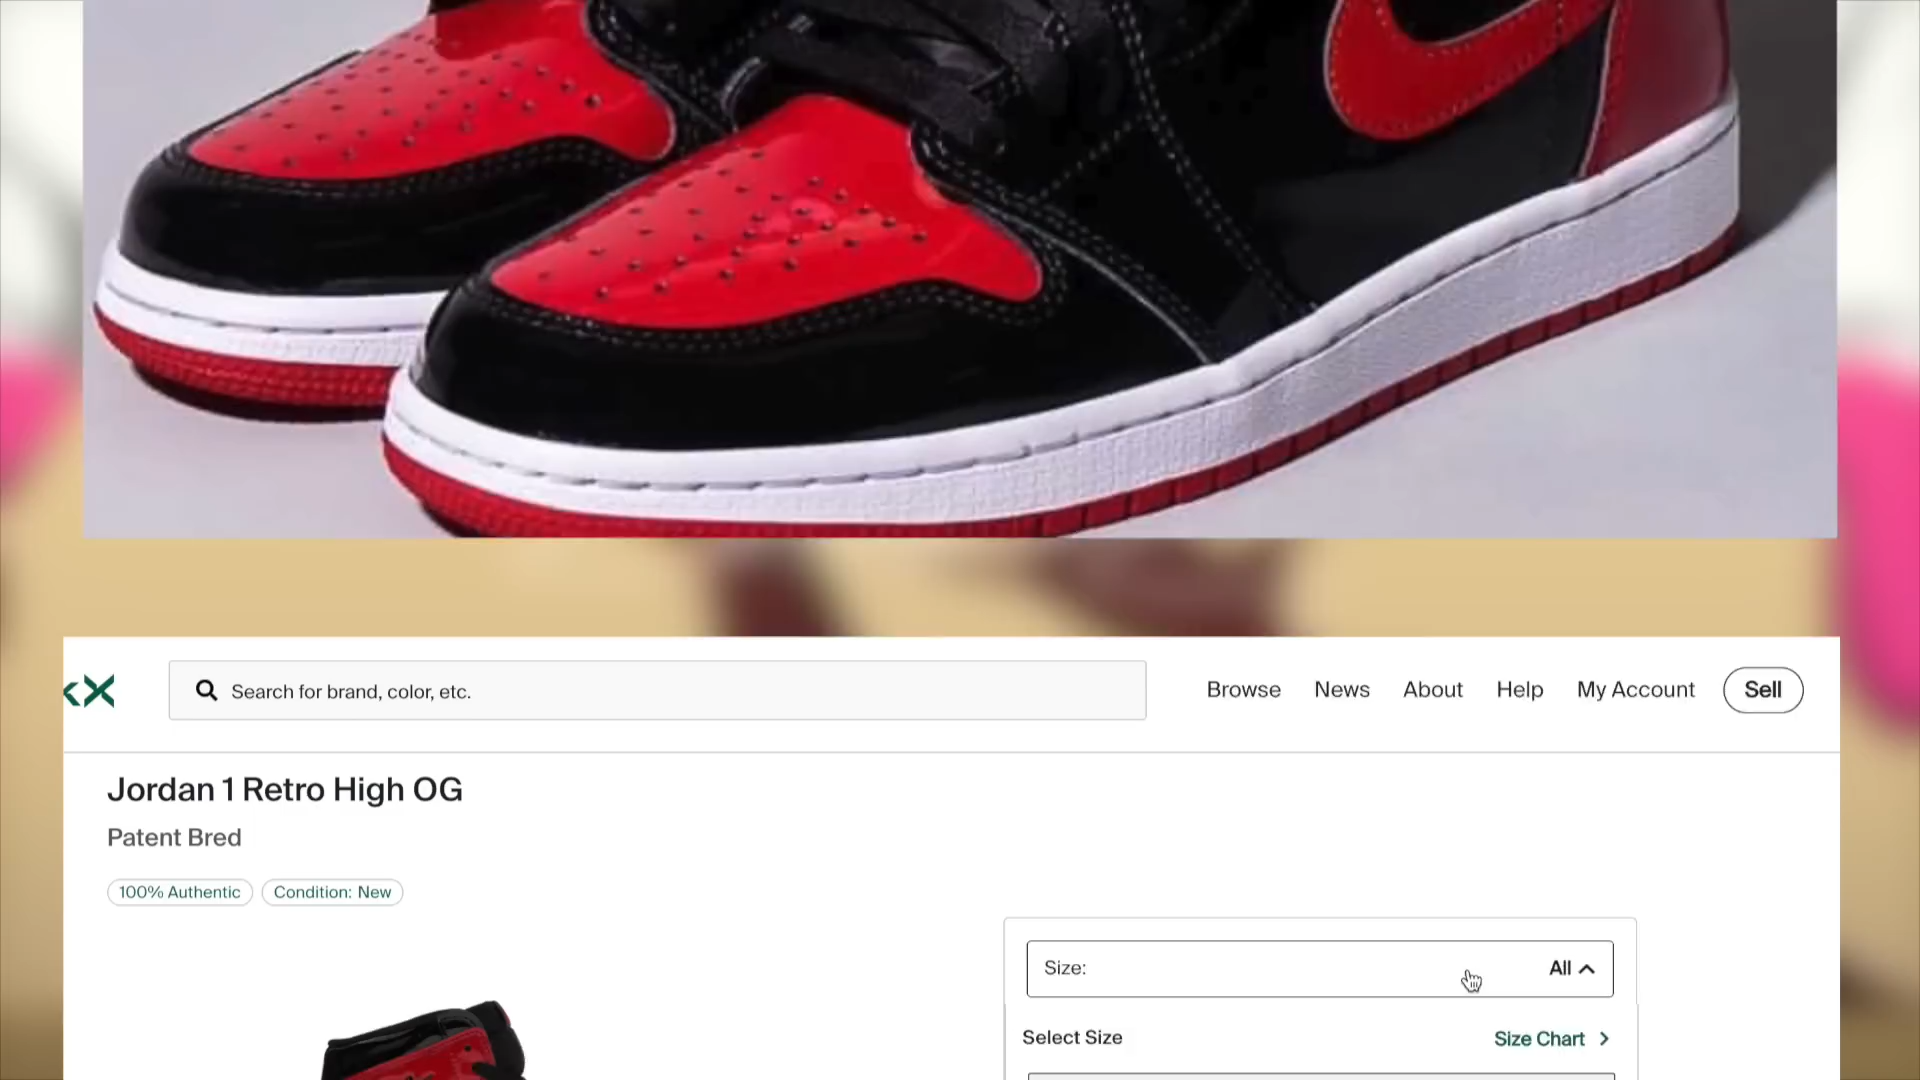 X
Search for brand, color, etc.
Browse
News
About
Help
My Account
Sell
Jordan 1 Retro High OG
Patent Bred
100% Authentic
Condition: New
Size:
All
Select Size
Size Chart